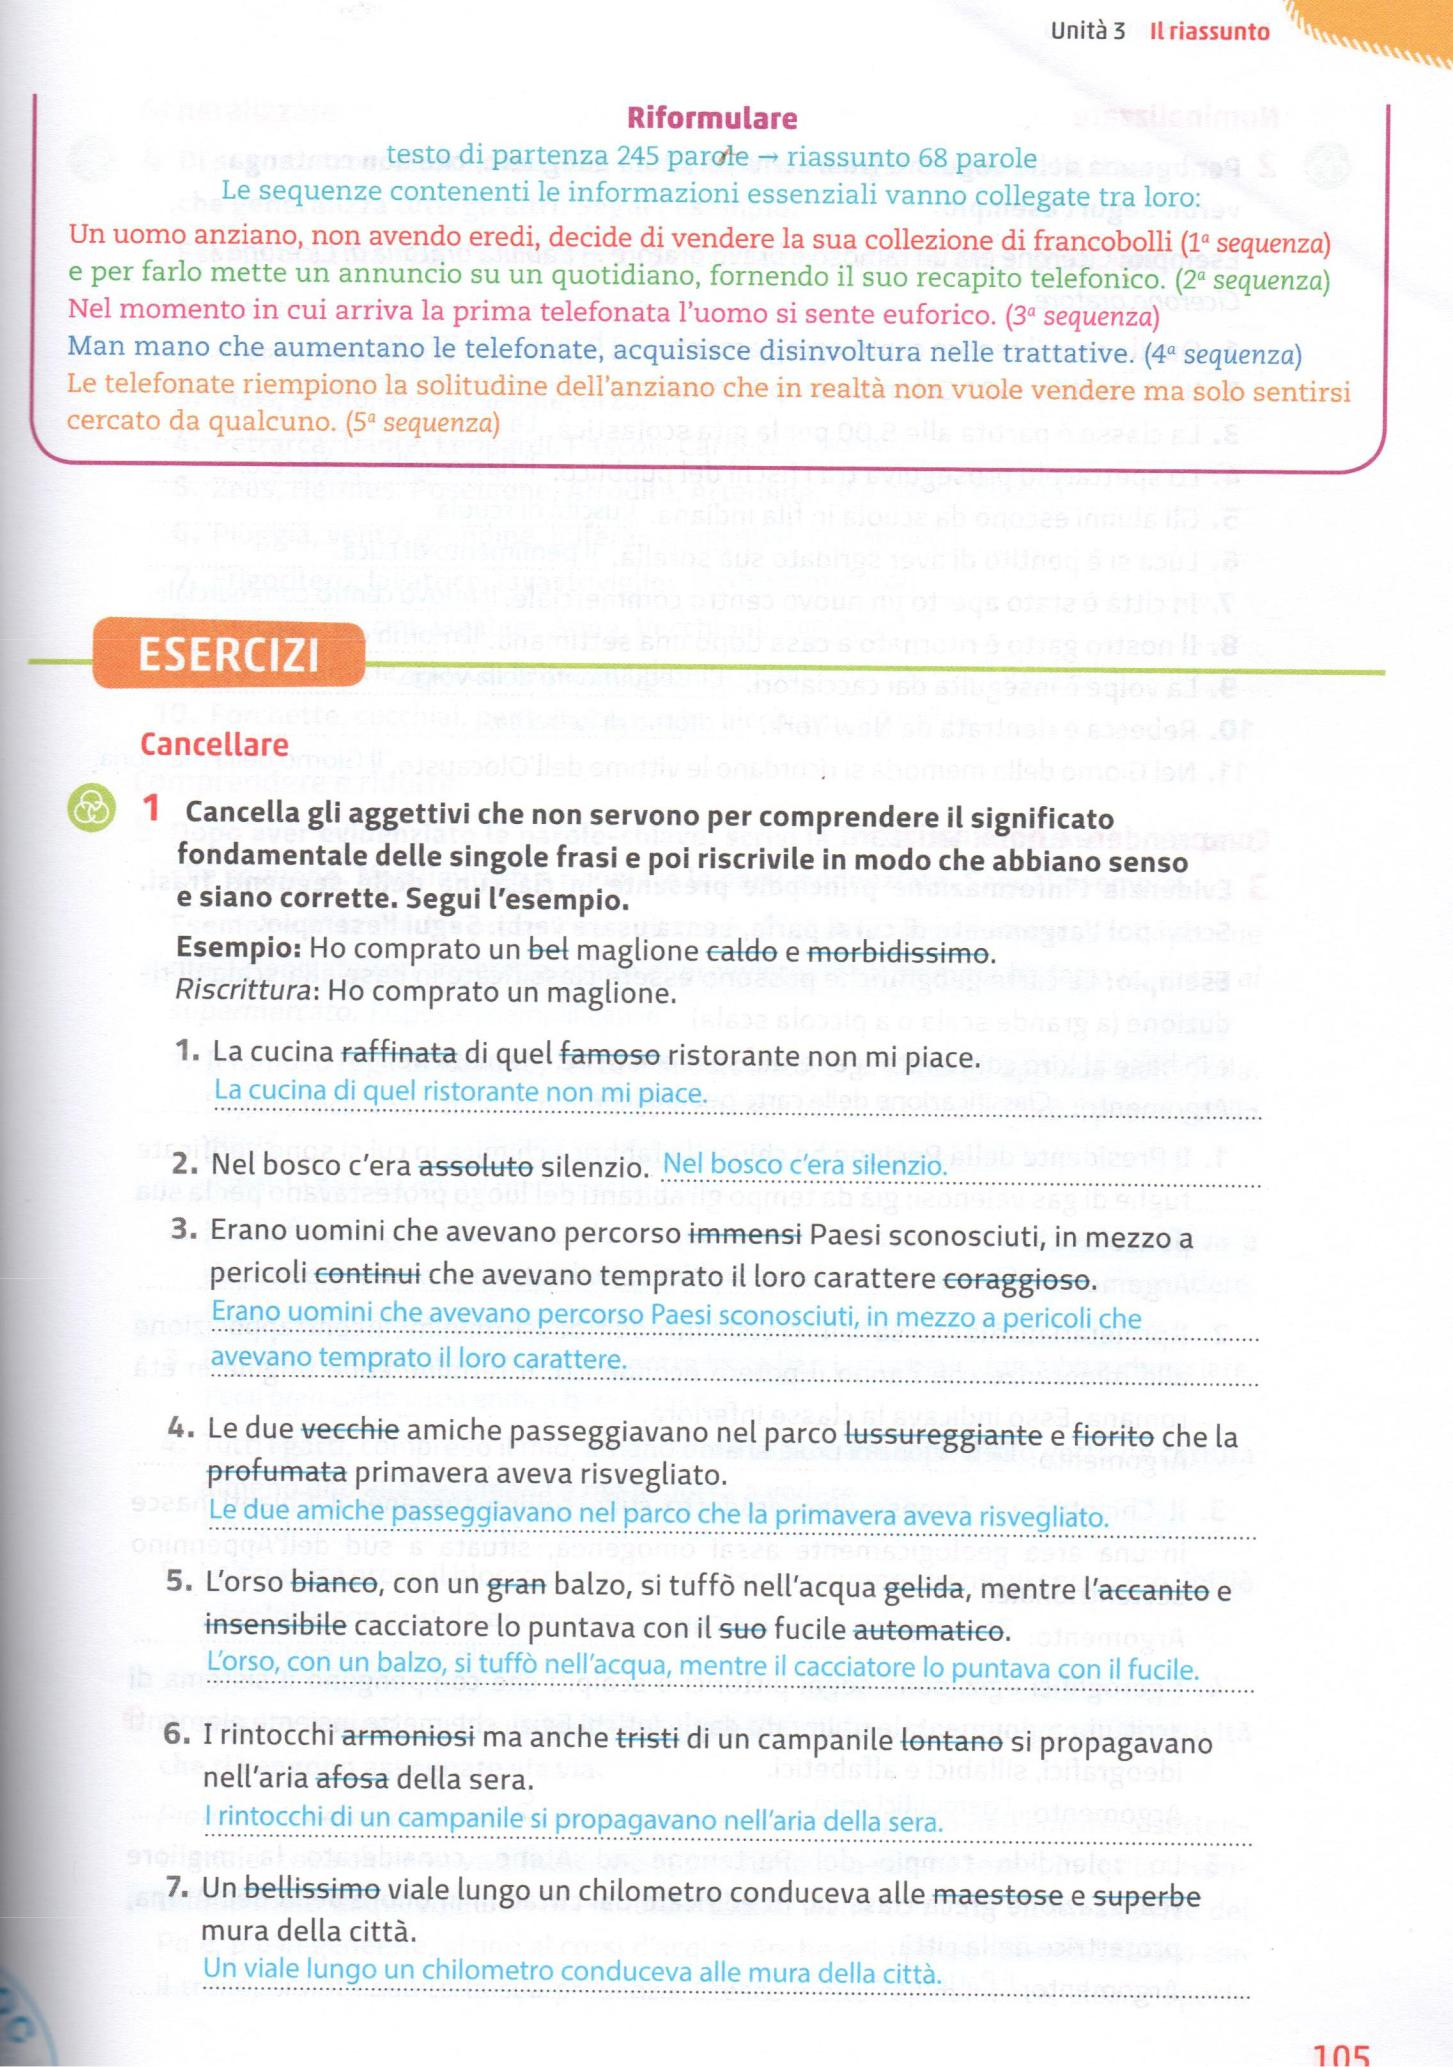 Unità 3 Il riassunto
Riformulare
testo di partenza 245 parole → riassunto 68 parole
Le sequenze contenenti le informazioni essenziali vanno collegate tra loro:
Un uomo anziano, non avendo eredi, decide di vendere la sua collezione di francobolli (1ª sequenza)
e per farlo mette un annuncio su un quotidiano, fornendo il suo recapito telefonico. (2ª sequenza)
Nel momento in cui arriva la prima telefonata l'uomo si sente euforico. (3ª sequenza)
Man mano che aumentano le telefonate, acquisisce disinvoltura nelle trattative. (4ª sequenza)
Le telefonate riempiono la solitudine dell'anziano che in realtà non vuole vendere ma solo sentirsi
cercato da qualcuno. (5ª sequenza)
ESERCIZI
Cancellare
1 Cancella gli aggettivi che non servono per comprendere il significato
fondamentale delle singole frasi e poi riscrivile in modo che abbiano senso
e siano corrette. Segui l'esempio.
Esempio: Ho comprato un bel maglione caldo e morbidissimo.
Riscrittura: Ho comprato un maglione.
1. La cucina raffinata di quel famoso ristorante non mi piace.
La cucina di quel ristorante non mi piace.
2. Nel bosco c'era assoluto silenzio. Nel bosco c'era silenzio.
3. Erano uomini che avevano percorso immensi Paesi sconosciuti, in mezzo a
pericoli continui che avevano temprato il loro carattere coraggioso.
Erano uomini che avevano percorso Paesi sconosciuti, in mezzo a pericoli che
avevano temprato il loro carattere.
4. Le due vecchie amiche passeggiavano nel parco lussureggiante e fiorito che la
profumata primavera aveva risvegliato.
Le due amiche passeggiavano nel parco che la primavera aveva risvegliato.
5. L'orso bianco, con un gran balzo, si tuffò nell'acqua gelida, mentre l'accanito e
insensibile cacciatore lo puntava con il suo fucile automatico.
L'orso, con un balzo, si tuffò nell'acqua, mentre il cacciatore lo puntava con il fucile.
6. I rintocchi armoniosi ma anche tristi di un campanile lontano si propagavano
nell'aria afosa della sera.
I rintocchi di un campanile si propagavano nell'aria della sera.
7. Un bellissimo viale lungo un chilometro conduceva alle maestose e superbe
mura della città.
Un viale lungo un chilometro conduceva alle mura della città.
105